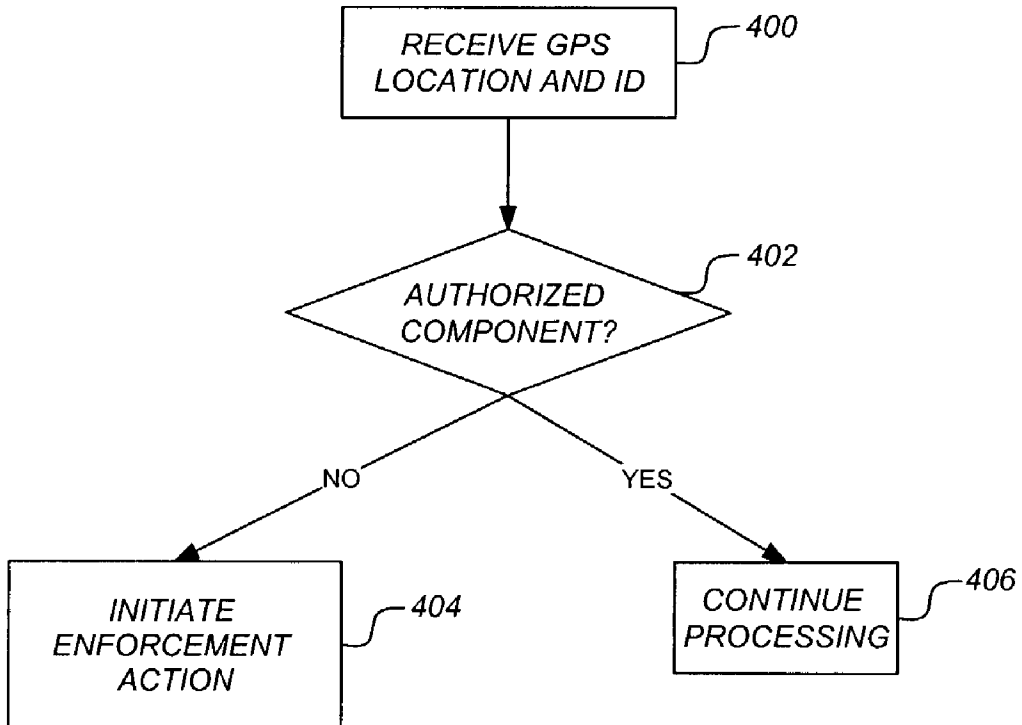 RECEIVE GPS
LOCATION AND ID
400
402
AUTHORIZED
COMPONENT?
NO
YES
INITIATE
ENFORCEMENT
ACTION
404
CONTINUE
PROCESSING
406